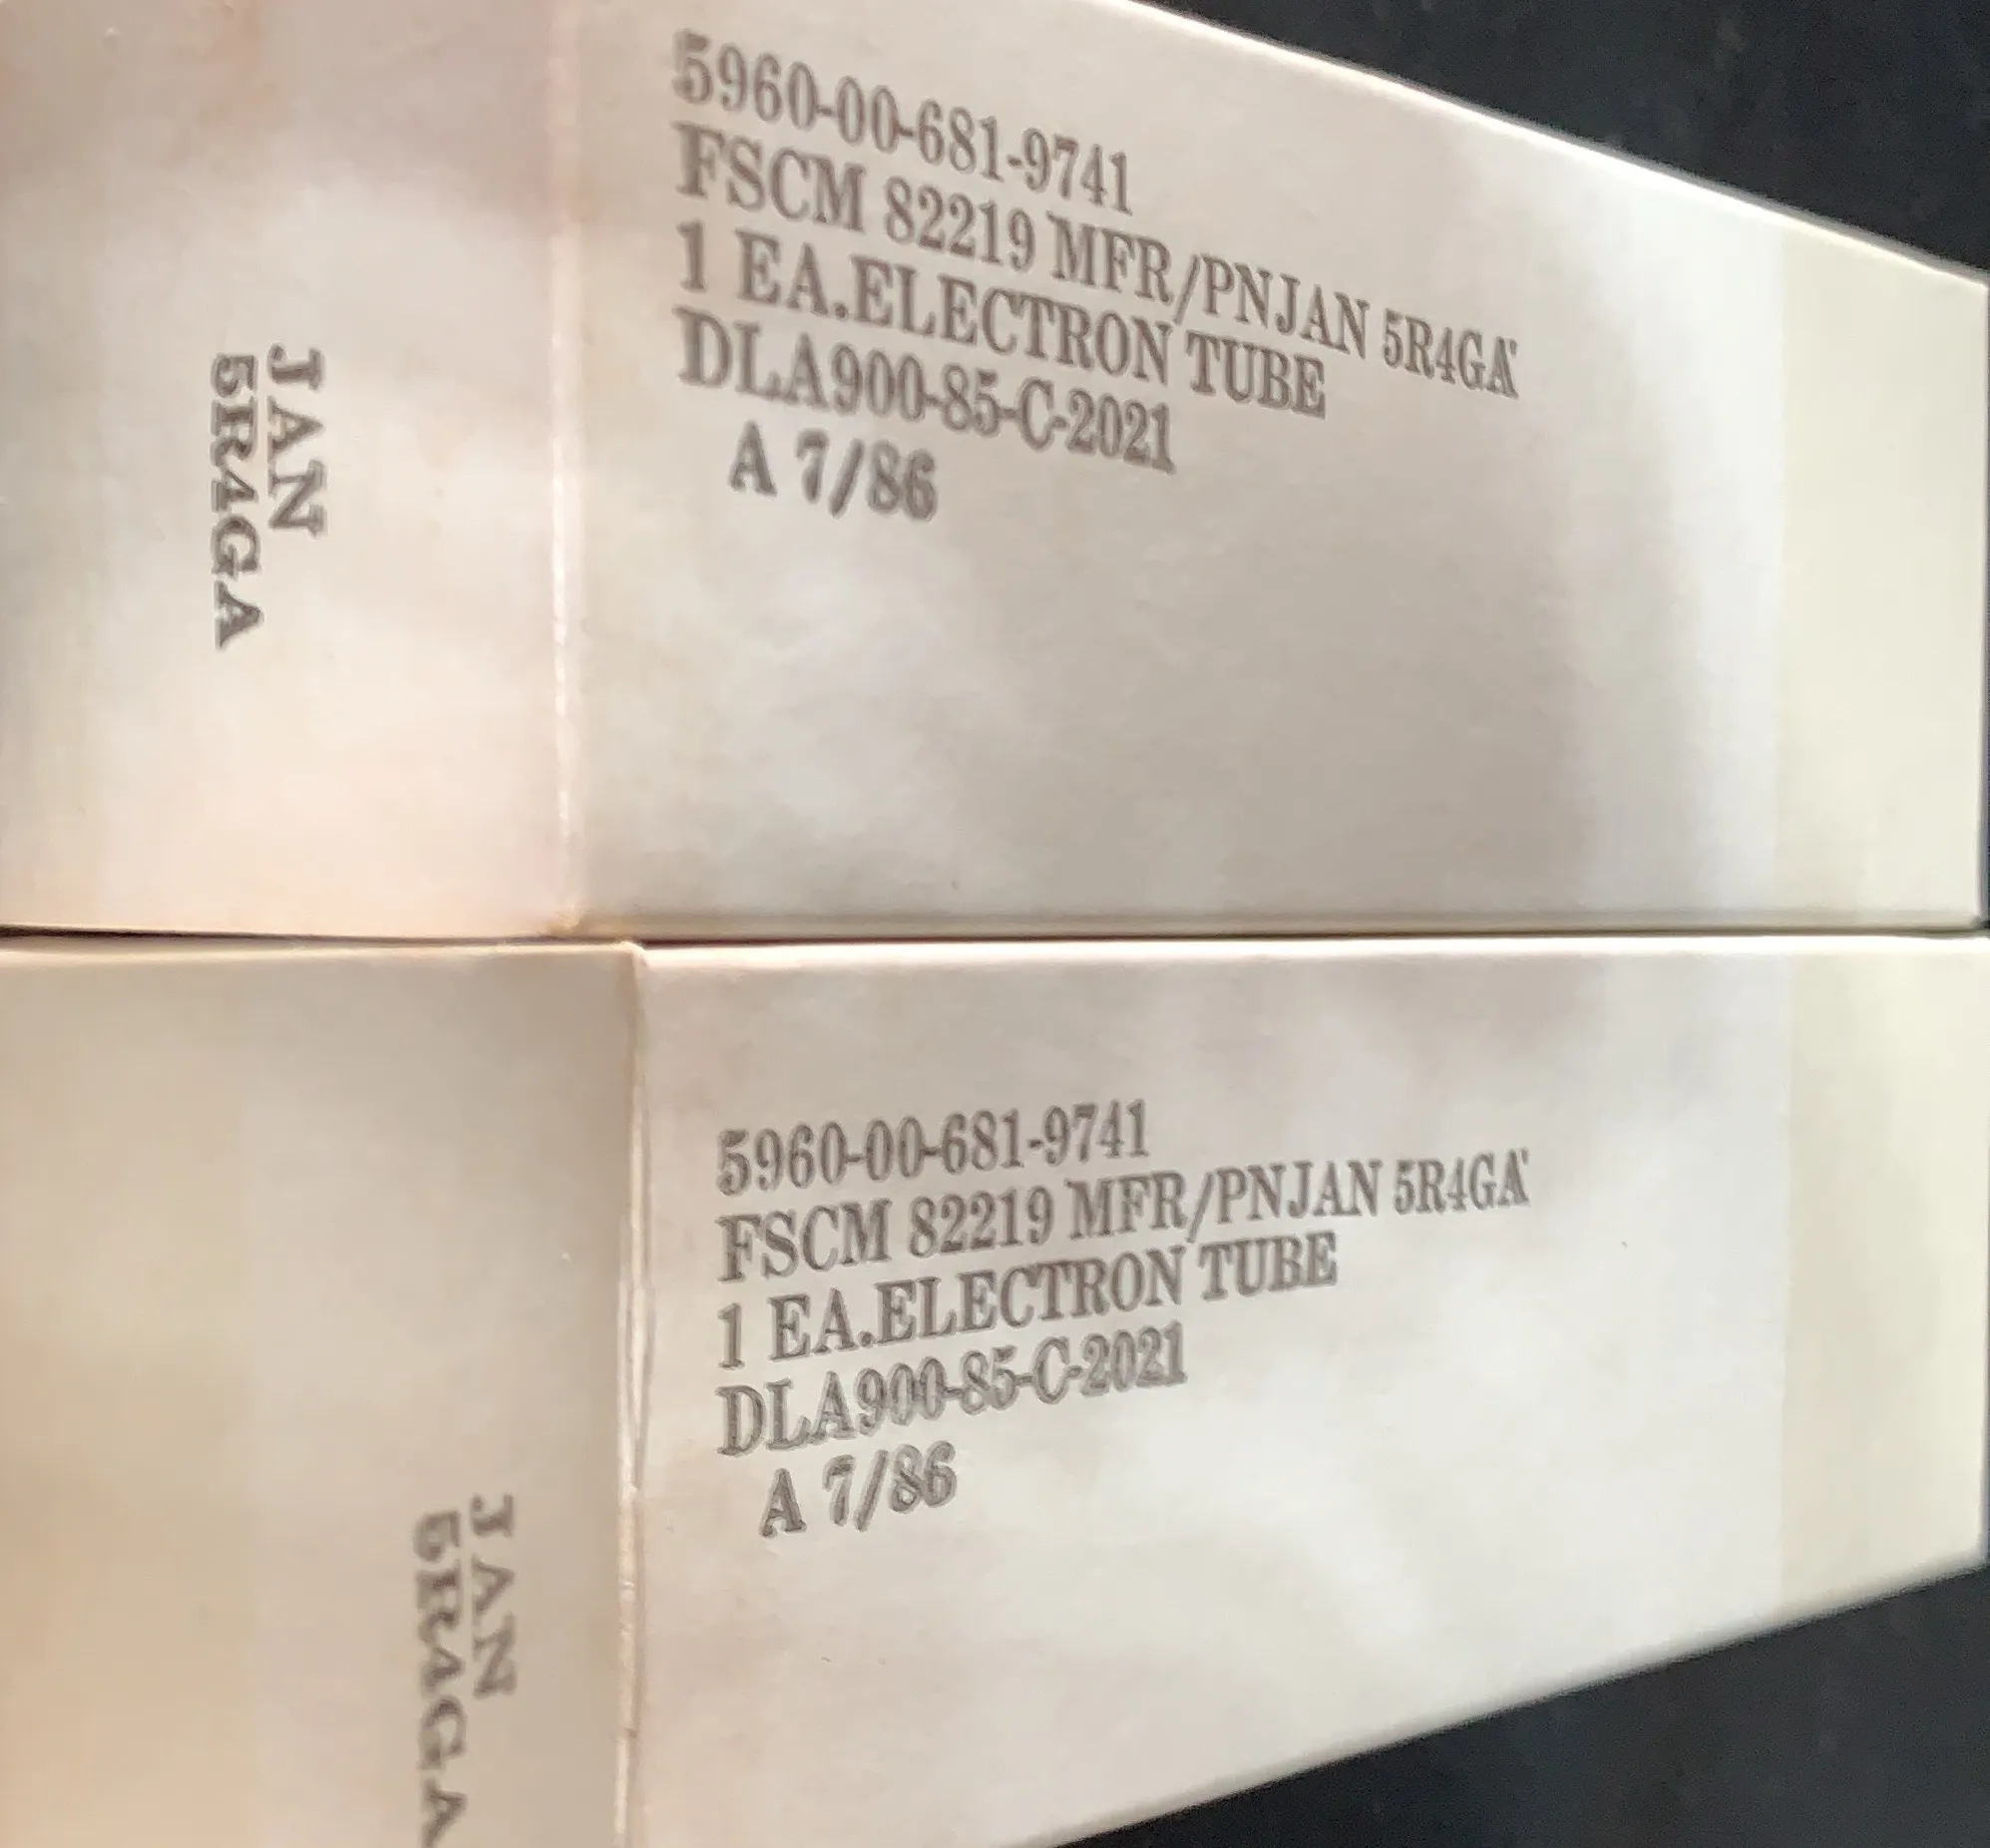 JAN
5R4GA
5960-00-681-9741
FSCM 82219 MFR/PNJAN 5R4GA
1 EA.ELECTRON TUBE
DLA900-85-C-2021
A 7/86
JAN
5R4GA
5960-00-681-9741
FSCM 82219 MFR/PNJAN 5R4GA
1 EA.ELECTRON TUBE
DLA900-85-C-2021
A 7/86